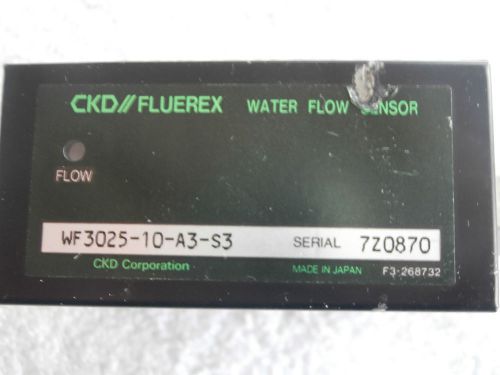 CKD//FLUEREX WATER FLOW SENSOR
FLOW
WF3025-10-A3-S3 SERIAL 7Z0870
CKD Corporation MADE IN JAPAN F3-268732